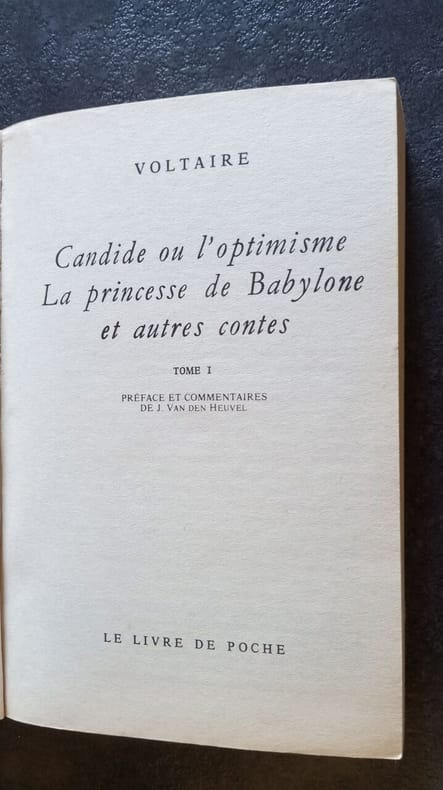 VOLTAIRE
Candide ou l'optimisme
La princesse de Babylone
et autres contes
TOME I
PRÉFACE ET COMMENTAIRES
DE J. VAN DEN HEUVEL
LE LIVRE DE POCHE